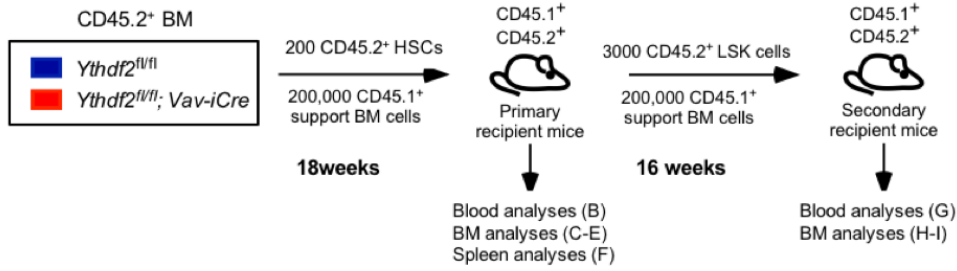 CD45.2⁺ BM
Ythdf2ᶠˡ/ᶠˡ
Ythdf2ᶠˡ/ᶠˡ; Vav-iCre
200 CD45.2⁺ HSCs
200,000 CD45.1⁺
support BM cells
18weeks
CD45.1⁺
CD45.2⁺
Primary
recipient mice
Blood analyses (B)
BM analyses (C-E)
Spleen analyses (F)
3000 CD45.2⁺ LSK cells
200,000 CD45.1⁺
support BM cells
16 weeks
CD45.1⁺
CD45.2⁺
Secondary
recipient mice
Blood analyses (G)
BM analyses (H-I)